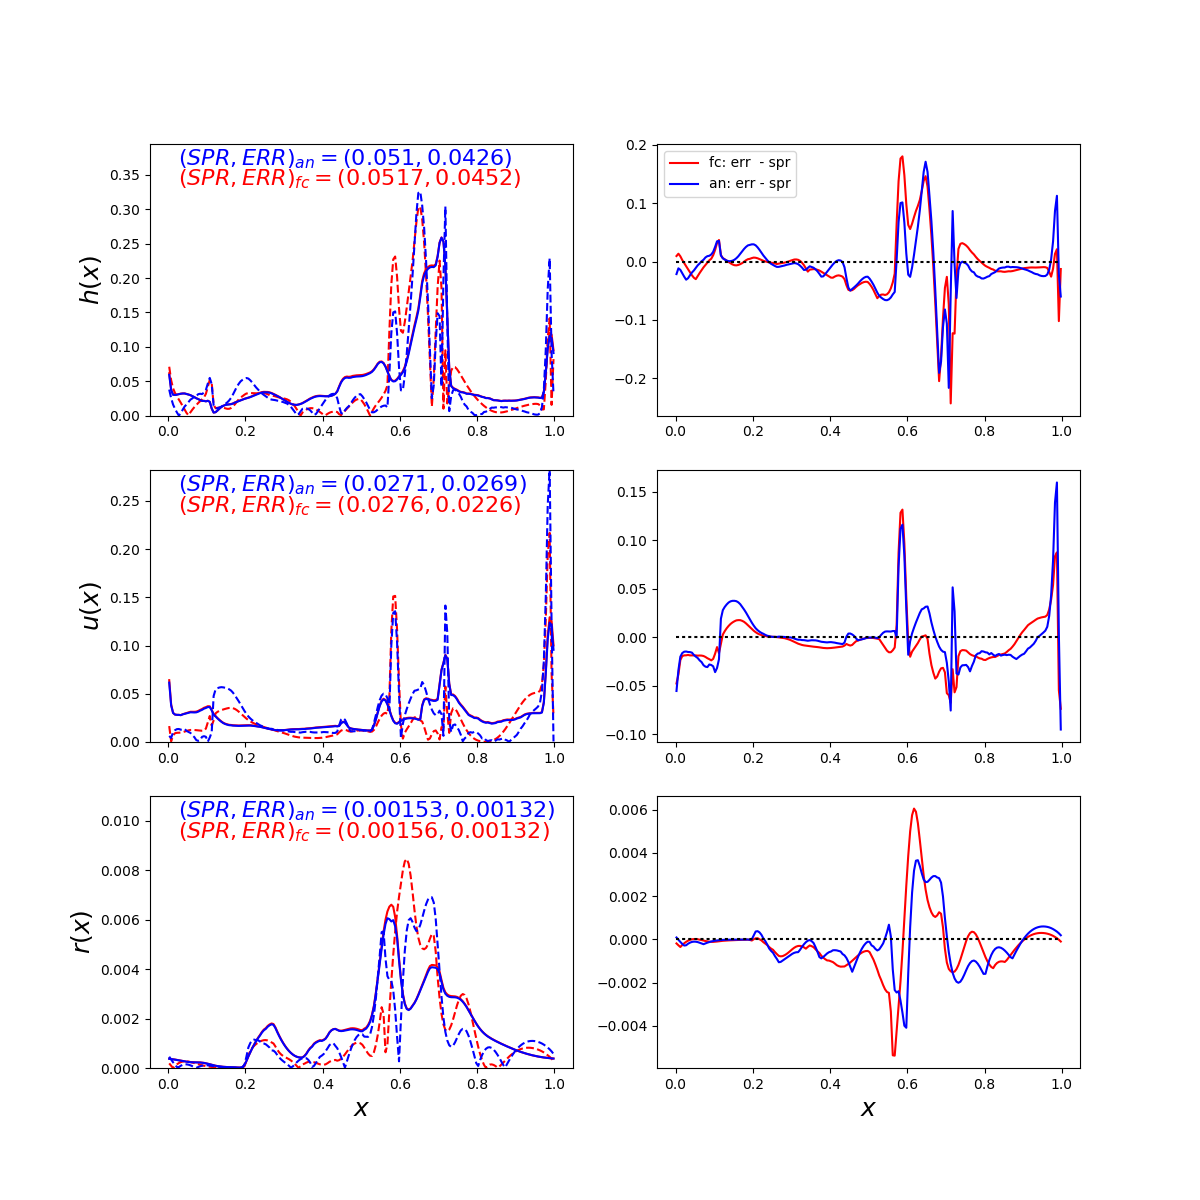 (SPR, ERR)an = (0.051, 0.0426)
(SPR, ERR)fc = (0.0517, 0.0452)
h(x)
0.35
0.30
0.25
0.20
0.15
0.10
0.05
0.00
0.0 0.2 0.4 0.6 0.8 1.0
fc: err - spr
an: err - spr
0.2
0.1
0.0
−0.1
−0.2
0.0 0.2 0.4 0.6 0.8 1.0
(SPR, ERR)an = (0.0271, 0.0269)
(SPR, ERR)fc = (0.0276, 0.0226)
u(x)
0.25
0.20
0.15
0.10
0.05
0.00
0.0 0.2 0.4 0.6 0.8 1.0
0.15
0.10
0.05
0.00
−0.05
−0.10
0.0 0.2 0.4 0.6 0.8 1.0
(SPR, ERR)an = (0.00153, 0.00132)
(SPR, ERR)fc = (0.00156, 0.00132)
r(x)
0.010
0.008
0.006
0.004
0.002
0.000
0.0 0.2 0.4 0.6 0.8 1.0
x
0.006
0.004
0.002
0.000
−0.002
−0.004
0.0 0.2 0.4 0.6 0.8 1.0
x